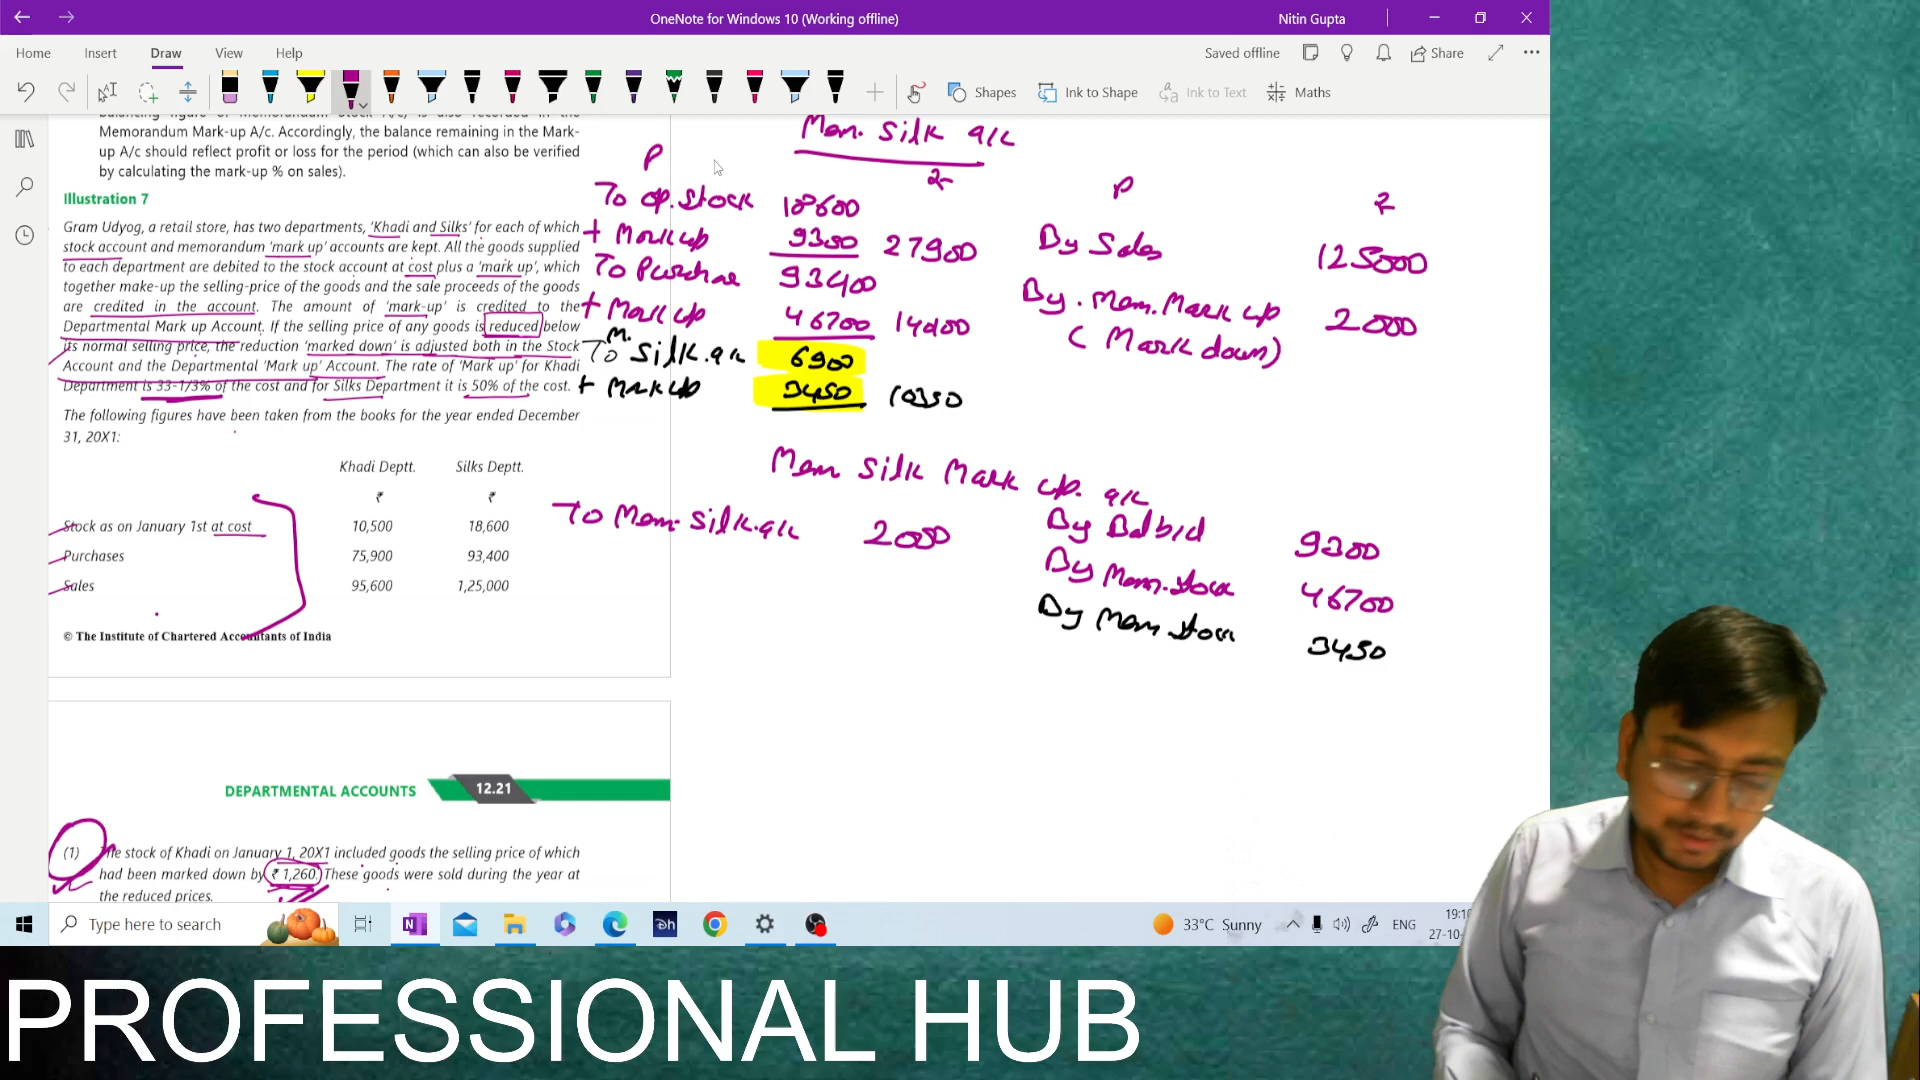 OneNote for Windows 10 (Working offline)
Nitin Gupta
Home Insert Draw View Help
Saved offline
Share
Shapes
Ink to Shape
Ink to Text
Maths
balancing figure of Memorandum Stock A/c) is also recorded in the
Memorandum Mark-up A/c. Accordingly, the balance remaining in the Mark-
up A/c should reflect profit or loss for the period (which can also be verified
by calculating the mark-up % on sales).
Illustration 7
Gram Udyog, a retail store, has two departments, 'Khadi and Silks' for each of which
stock account and memorandum 'mark up' accounts are kept. All the goods supplied
to each department are debited to the stock account at cost plus a 'mark up', which
together make-up the selling-price of the goods and the sale proceeds of the goods
are credited in the account. The amount of 'mark-up' is credited to the
Departmental Mark up Account. If the selling price of any goods is reduced below
its normal selling price, the reduction 'marked down' is adjusted both in the Stock
Account and the Departmental 'Mark up' Account. The rate of 'Mark up' for Khadi
Department is 33-1/3% of the cost and for Silks Department it is 50% of the cost.
The following figures have been taken from the books for the year ended December
31, 20X1:
Khadi Deptt. Silks Deptt.
₹ ₹
Stock as on January 1st at cost 10,500 18,600
Purchases 75,900 93,400
Sales 95,600 1,25,000
© The Institute of Chartered Accountants of India
DEPARTMENTAL ACCOUNTS 12.21
(1) The stock of Khadi on January 1, 20X1 included goods the selling price of which
had been marked down by ₹ 1,260. These goods were sold during the year at
the reduced prices.
Mem. Silk a/c
P ₹ P ₹
To op. Stock 18600
+ Mark up 9300 27900
By Sales 125000
To Purchase 93400
+ Mark up 46700
By. Mem. Mark up 2000
(Mark down)
To M. Silk. a/c 6900
+ Mark up 3450 10350
Mem Silk Mark up. a/c
To Mem. Silk. a/c 2000
By Bal b/d 9300
By Mem. Stock 46700
By Mem Stock 3450
Type here to search
33°C Sunny
ENG
19:10
27-10-
PROFESSIONAL HUB